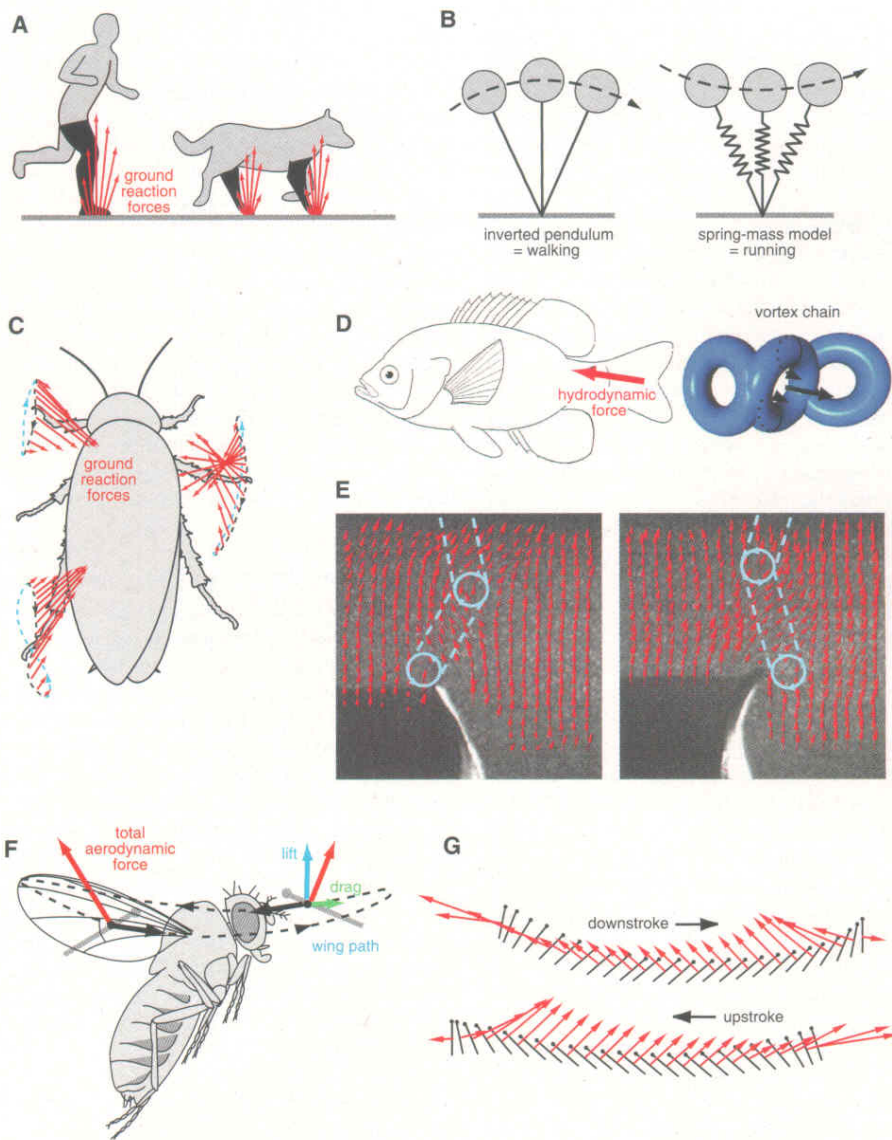 A
ground
reaction
forces
B
inverted pendulum
= walking
spring-mass model
= running
C
ground
reaction
forces
D
hydrodynamic
force
vortex chain
E
F
total
aerodynamic
force
lift
drag
wing path
G
downstroke
upstroke